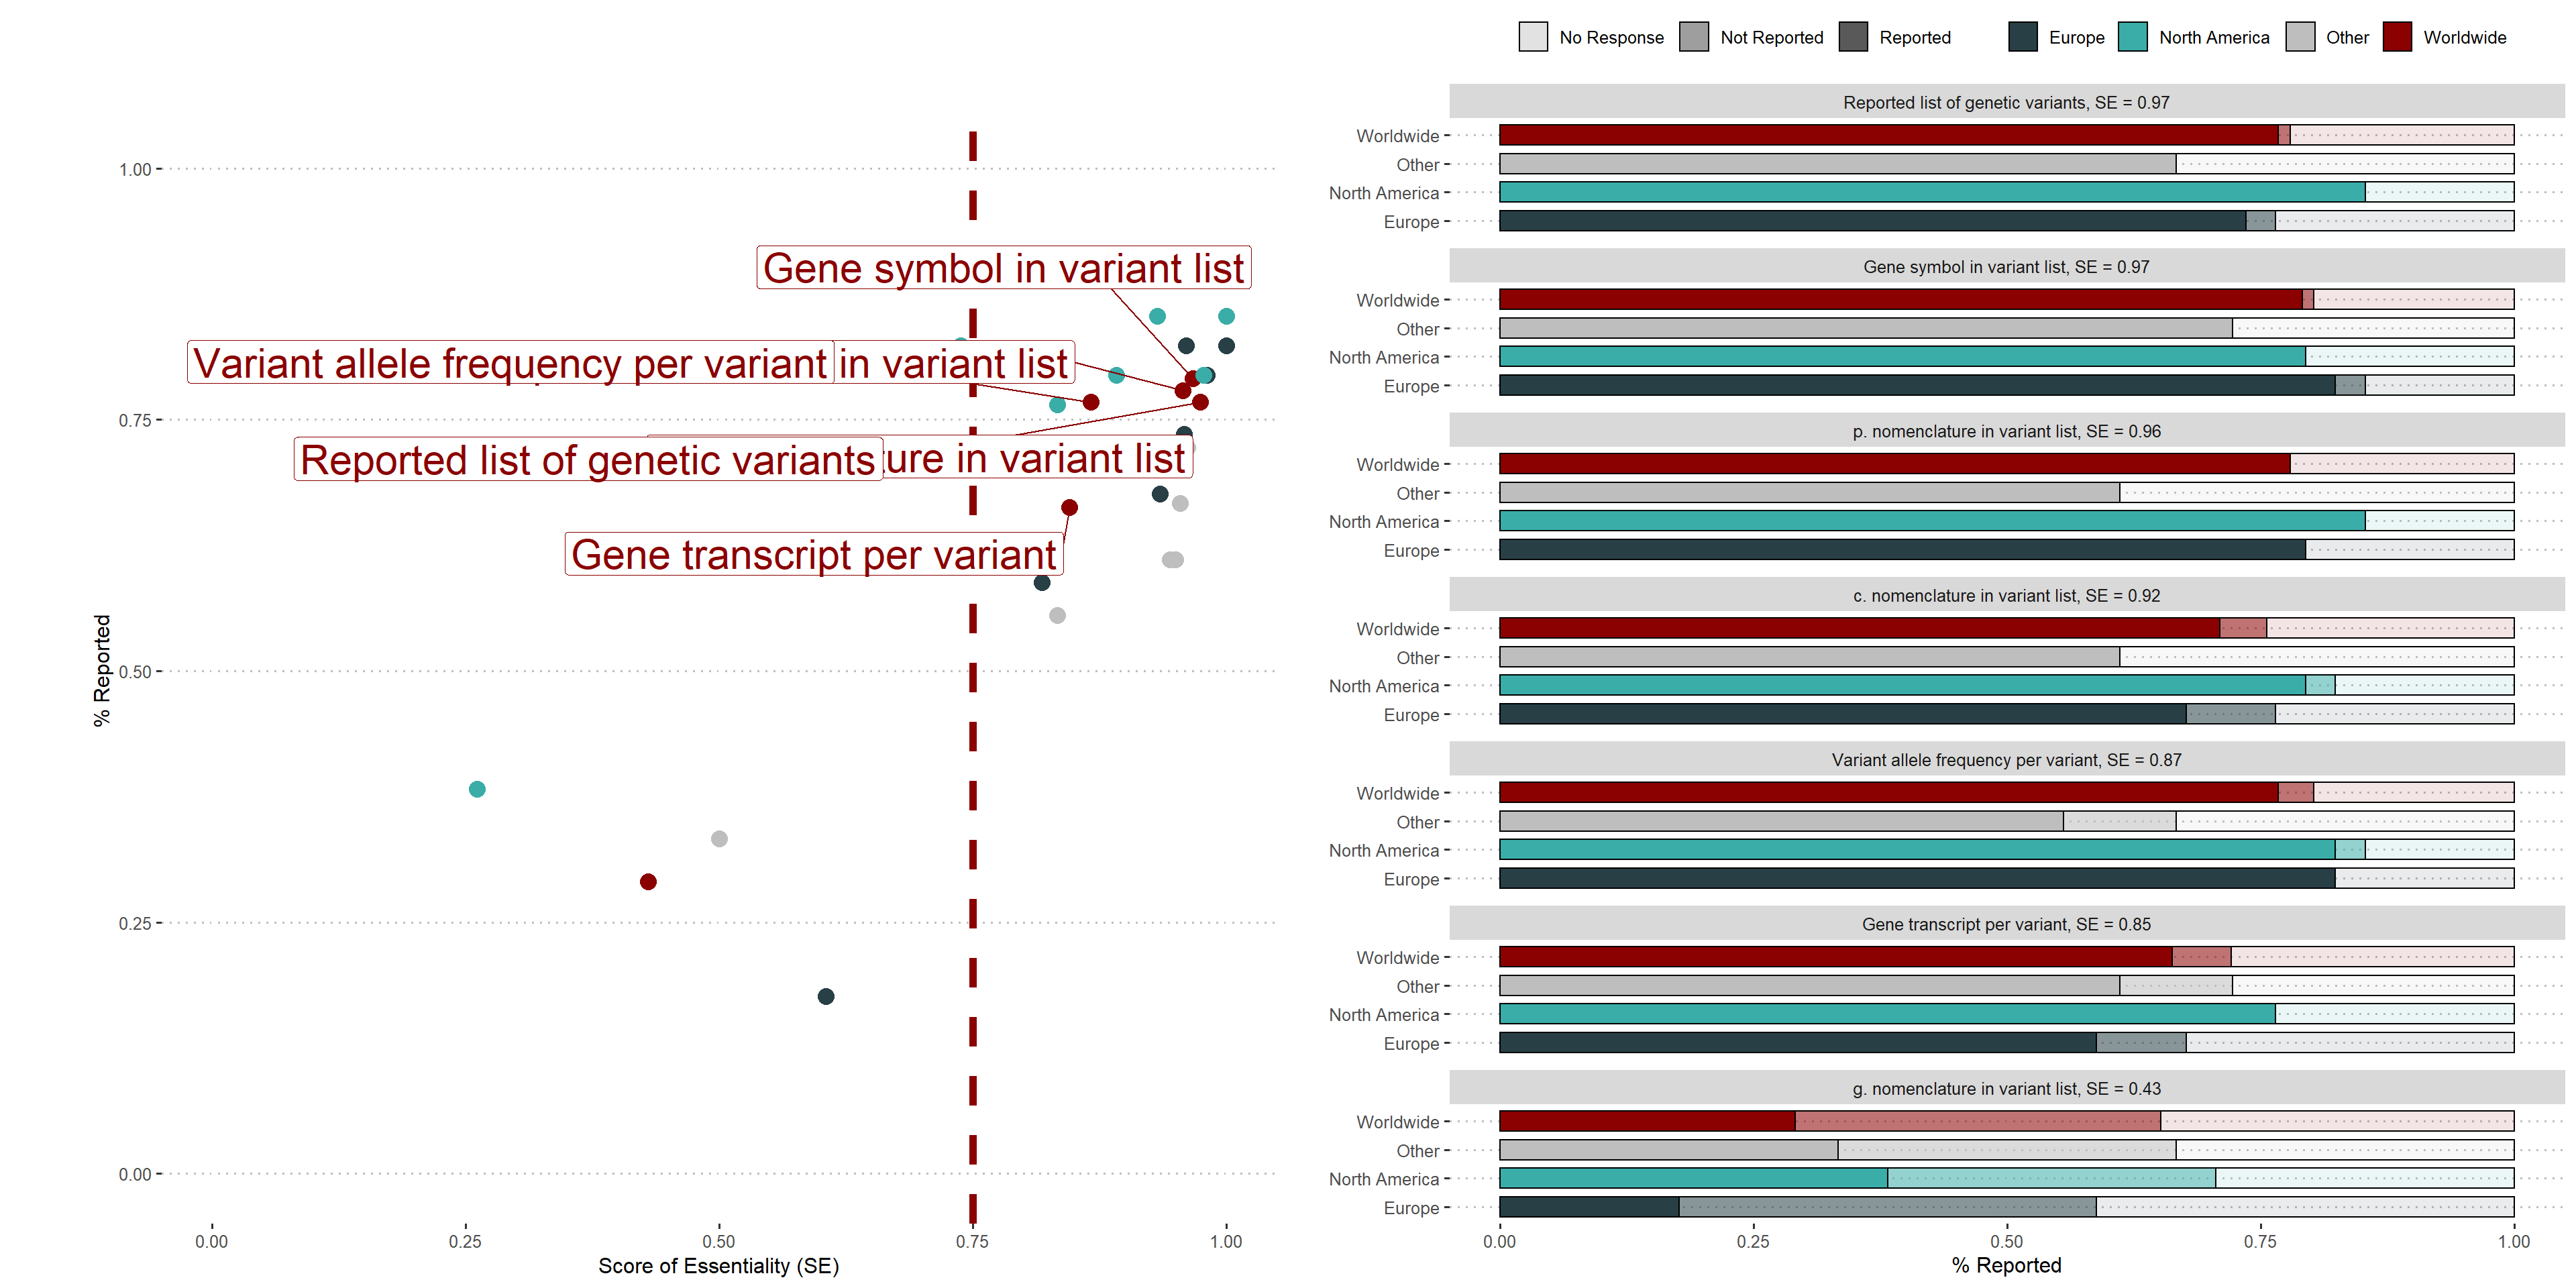 No Response Not Reported Reported Europe North America Other Worldwide
1.00
0.75
0.50
0.25
0.00
% Reported
Gene symbol in variant list
Variant allele frequency per variant in variant list
Reported list of genetic variants ure in variant list
Gene transcript per variant
0.00 0.25 0.50 0.75 1.00
Score of Essentiality (SE)
Reported list of genetic variants, SE = 0.97
Worldwide
Other
North America
Europe
Gene symbol in variant list, SE = 0.97
Worldwide
Other
North America
Europe
p. nomenclature in variant list, SE = 0.96
Worldwide
Other
North America
Europe
c. nomenclature in variant list, SE = 0.92
Worldwide
Other
North America
Europe
Variant allele frequency per variant, SE = 0.87
Worldwide
Other
North America
Europe
Gene transcript per variant, SE = 0.85
Worldwide
Other
North America
Europe
g. nomenclature in variant list, SE = 0.43
Worldwide
Other
North America
Europe
0.00 0.25 0.50 0.75 1.00
% Reported